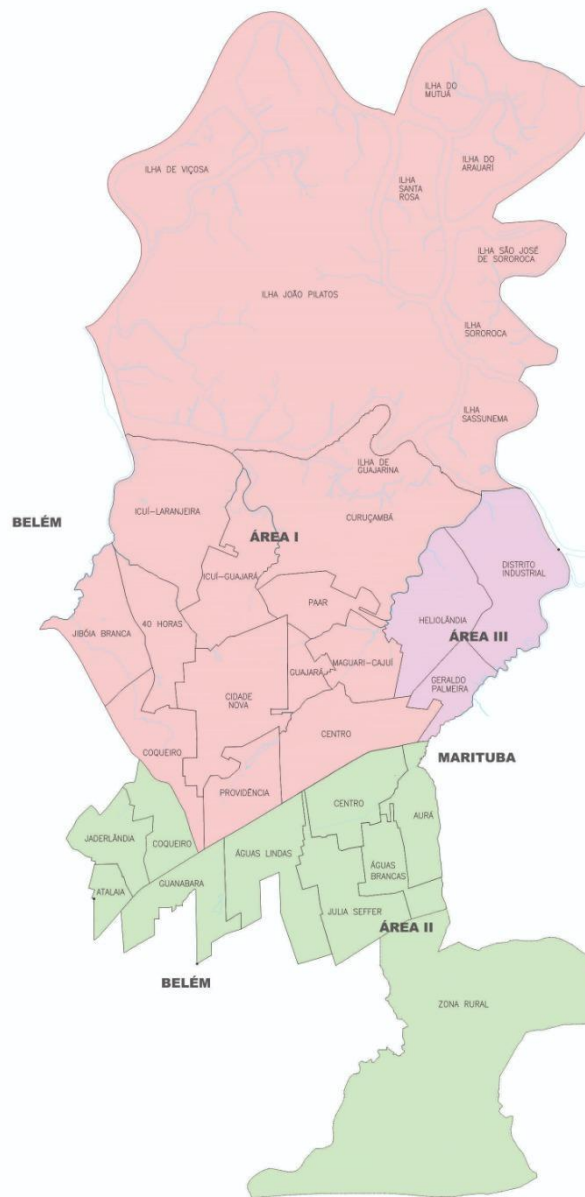 ILHA DO
MUTUÁ
ILHA DE VIÇOSA
ILHA DO
ARAUARÍ
ILHA
SANTA
ROSA
ILHA SÃO JOSÉ
DE SOROROCA
ILHA JOÃO PILATOS
ILHA
SOROROCA
ILHA
SASSUNEMA
ILHA DE
GUAJARINA
ICUÍ-LARANJEIRA
CURUÇAMBÁ
BELÉM
ÁREA I
DISTRITO
INDUSTRIAL
ICUÍ-GUAJARÁ
PAAR
HELIOLÂNDIA
40 HORAS
JIBÓIA BRANCA
ÁREA III
MAGUARI-CAJUÍ
GUAJARÁ
GERALDO
PALMEIRA
CIDADE
NOVA
CENTRO
COQUEIRO
MARITUBA
PROVIDÊNCIA
CENTRO
AURÁ
JADERLÂNDIA
COQUEIRO
ÁGUAS LINDAS
ÁGUAS
BRANCAS
GUANABARA
ATALAIA
JULIA SEFFER
ÁREA II
BELÉM
ZONA RURAL